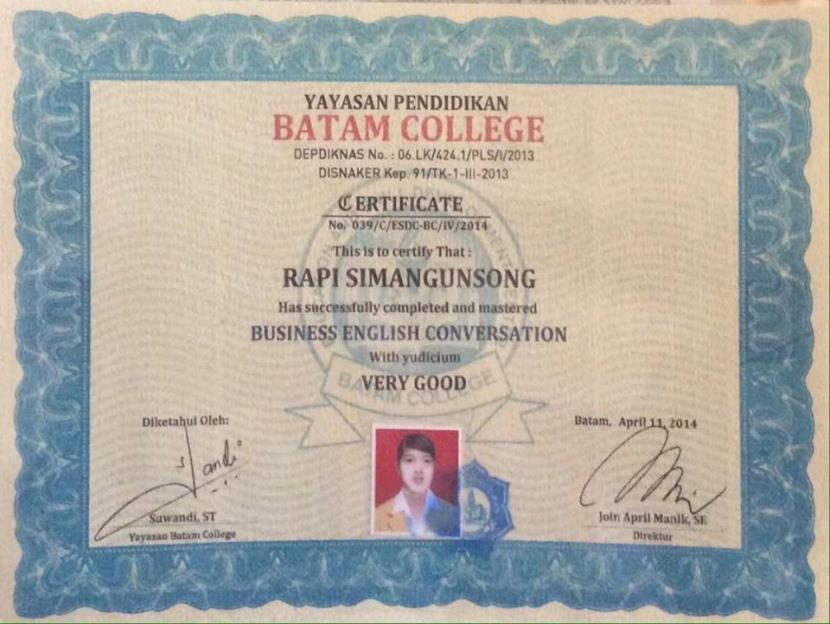 YAYASAN PENDIDIKAN
BATAM COLLEGE
DEPDIKNAS No. : 06.LK/424.1/PLS/I/2013
DISNAKER Kep. 91/TK-1-III-2013
CERTIFICATE
No. 039/C/ESDC-BC/IV/2014
This is to certify That :
RAPI SIMANGUNSONG
Has successfully completed and mastered
BUSINESS ENGLISH CONVERSATION
With yudicium
VERY GOOD
BATAM COLLEGE
Diketahui Oleh:
Suwandi, ST
Yayasan Batam College
Batam, April 11, 2014
Join April Manik, SE
Direktur